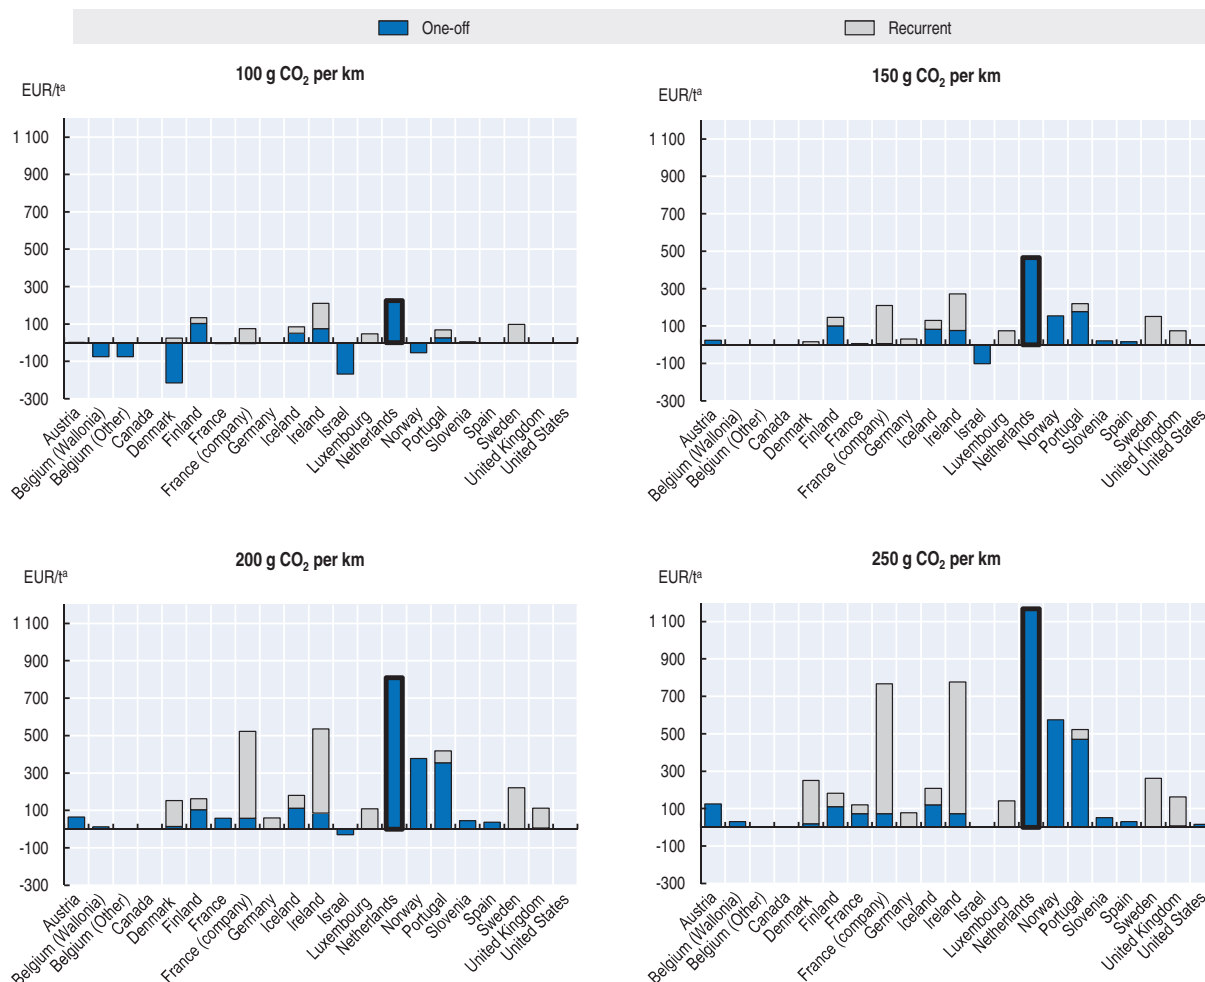 One-off
Recurrent
100 g CO₂ per km
EUR/tᵃ
1 100
900
700
500
300
100
-100
-300
Austria
Belgium (Wallonia)
Belgium (Other)
Canada
Denmark
Finland
France
France (company)
Germany
Iceland
Ireland
Israel
Luxembourg
Netherlands
Norway
Portugal
Slovenia
Spain
Sweden
United Kingdom
United States
150 g CO₂ per km
EUR/tᵃ
1 100
900
700
500
300
100
-100
-300
Austria
Belgium (Wallonia)
Belgium (Other)
Canada
Denmark
Finland
France
France (company)
Germany
Iceland
Ireland
Israel
Luxembourg
Netherlands
Norway
Portugal
Slovenia
Spain
Sweden
United Kingdom
United States
200 g CO₂ per km
EUR/tᵃ
1 100
900
700
500
300
100
-100
-300
Austria
Belgium (Wallonia)
Belgium (Other)
Canada
Denmark
Finland
France
France (company)
Germany
Iceland
Ireland
Israel
Luxembourg
Netherlands
Norway
Portugal
Slovenia
Spain
Sweden
United Kingdom
United States
250 g CO₂ per km
EUR/tᵃ
1 100
900
700
500
300
100
-100
-300
Austria
Belgium (Wallonia)
Belgium (Other)
Canada
Denmark
Finland
France
France (company)
Germany
Iceland
Ireland
Israel
Luxembourg
Netherlands
Norway
Portugal
Slovenia
Spain
Sweden
United Kingdom
United States